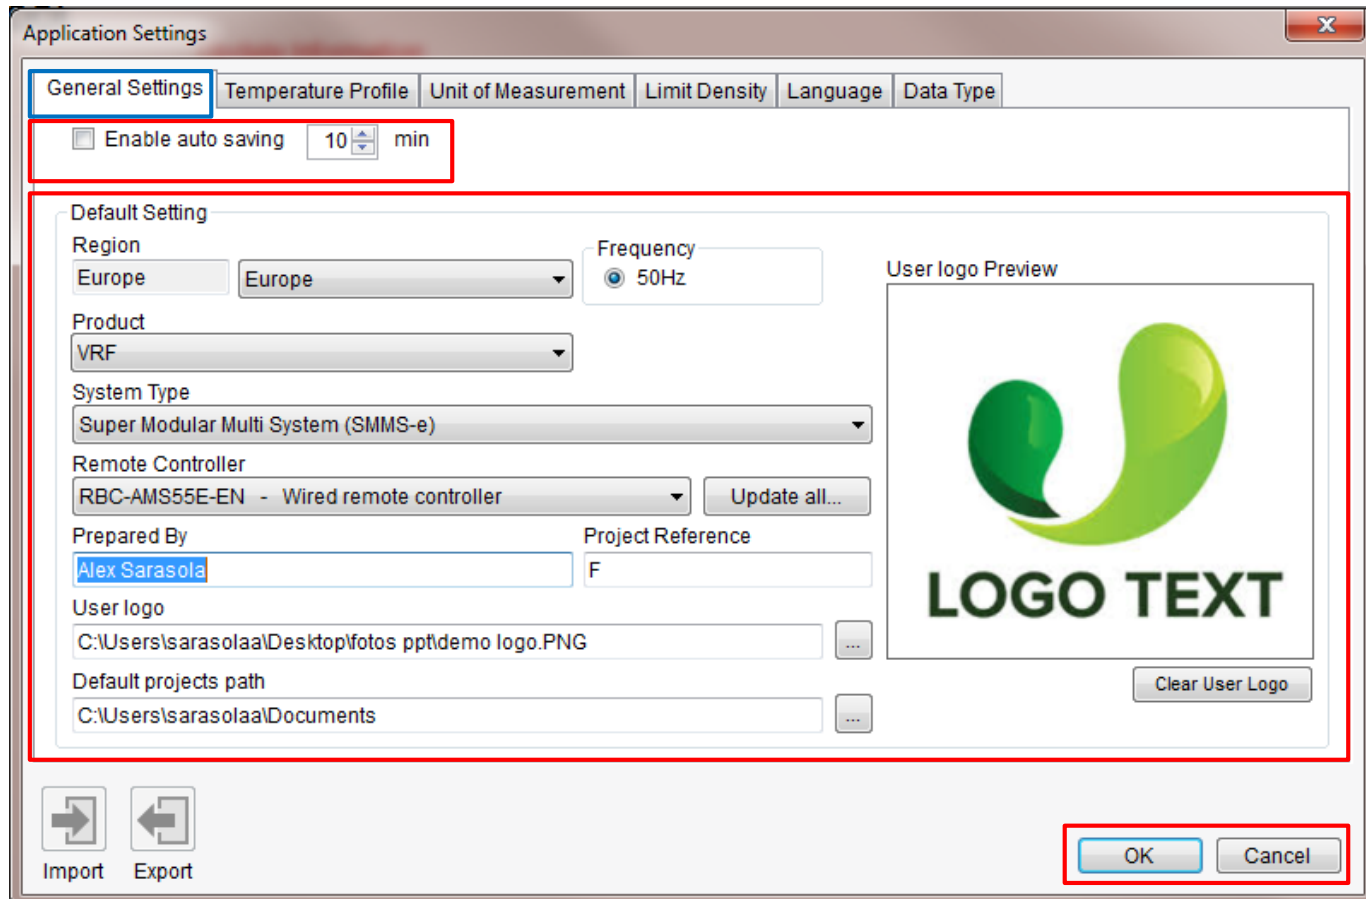 Application Settings
General Settings Temperature Profile Unit of Measurement Limit Density Language Data Type
Enable auto saving 10 min
Default Setting
Region
Frequency
Europe Europe 50Hz
User logo Preview
Product
VRF
System Type
Super Modular Multi System (SMMS-e)
Remote Controller
RBC-AMS55E-EN - Wired remote controller Update all...
Prepared By Project Reference
Alex Sarasola F
LOGO TEXT
User logo
C:\Users\sarasolaa\Desktop\fotos ppt\demo logo.PNG ...
Default projects path
Clear User Logo
C:\Users\sarasolaa\Documents ...
OK Cancel
Import Export